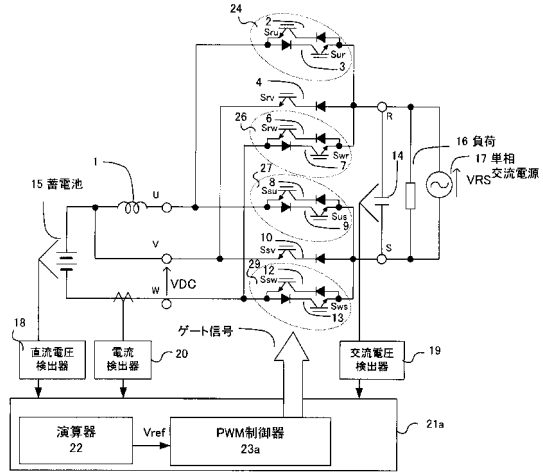 24
2
Sru
Sur
3
4
Srv
R
26
6
Srw
Swr
7
14
16 負荷
17 単相
交流電源
VRS
1
27
8
15 蓄電池
U
Ssu
Sus
9
10
V
Ssv
S
29
12
VDC
Ssw
W
Sws
13
ゲート信号
18
直流電圧
検出器
電流
検出器
20
交流電圧
検出器
19
演算器
22
Vref
PWM制御器
23a
21a